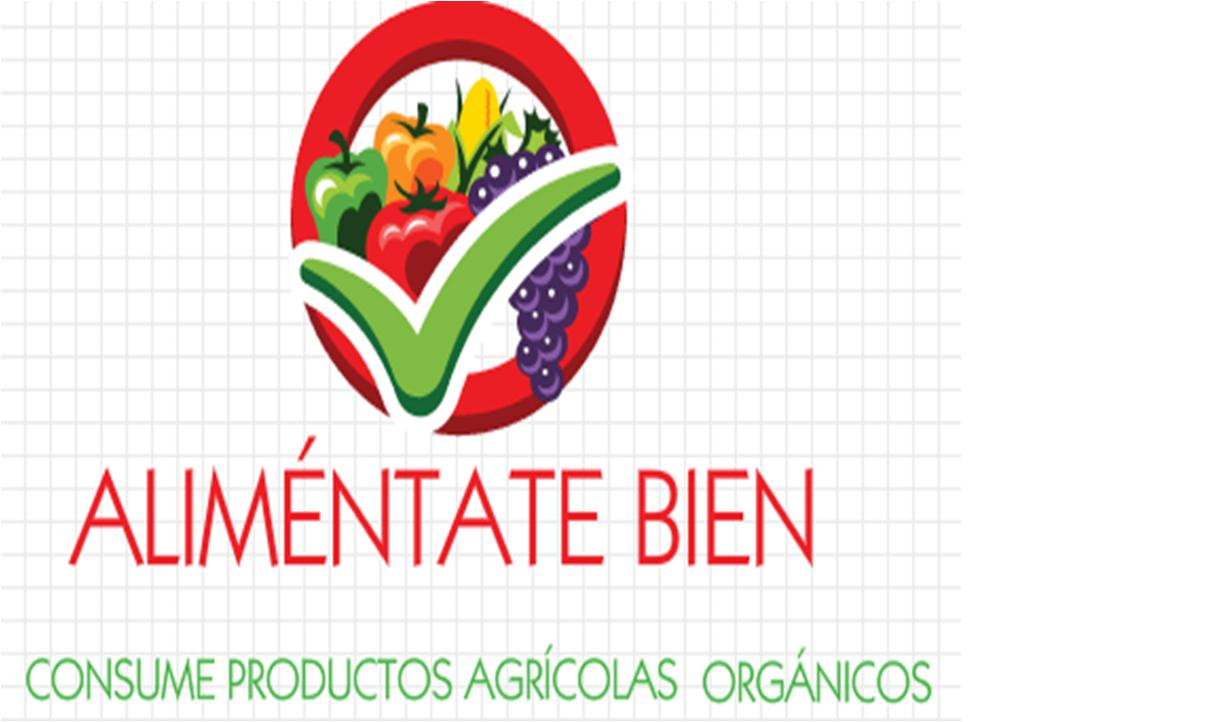 ALIMÉNTATE BIEN
CONSUME PRODUCTOS AGRÍCOLAS ORGÁNICOS